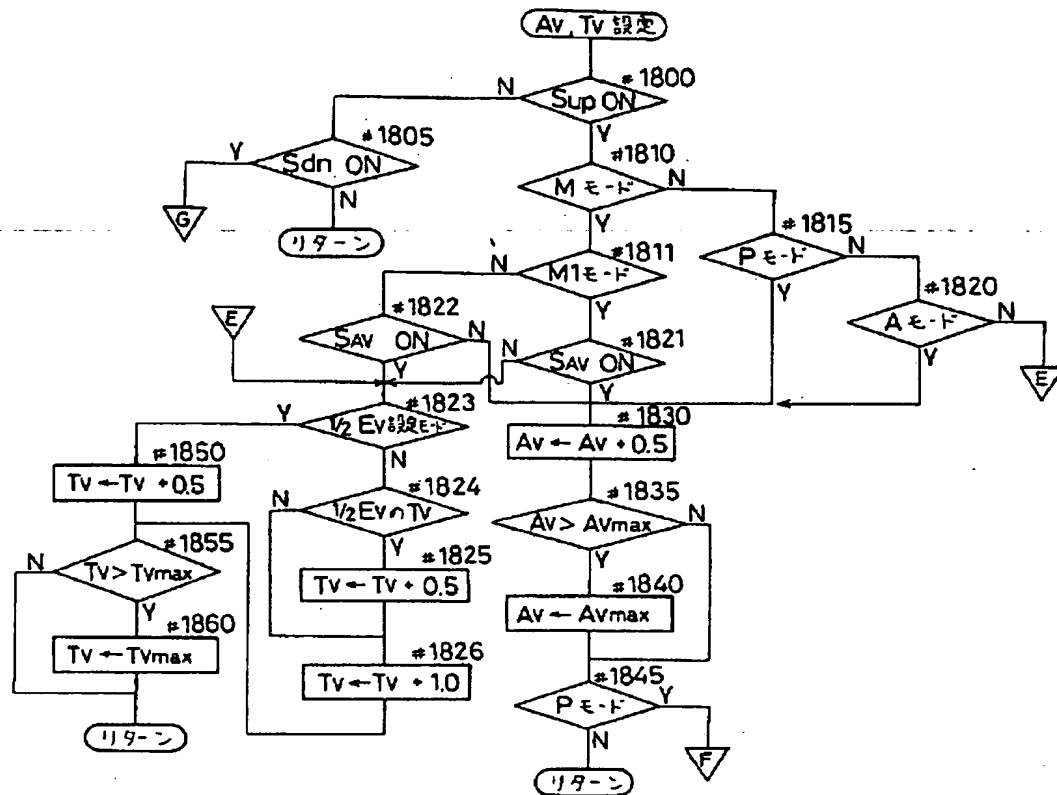 Av, Tv 設定
#1800
N
Sup ON
Y
#1805
Y
Sdn ON
N
G
リターン
#1810
M モード
N
Y
#1815
P モード
N
Y
#1811
N
M1モード
Y
#1820
A モード
N
Y
E
E
#1822
SAV ON
N
Y
#1821
N
SAV ON
Y
#1823
Y
1/2 Ev設定モード
N
#1830
Av ← Av + 0.5
#1850
Tv ← Tv + 0.5
#1824
N
1/2EvのTv
Y
#1835
Av > Avmax
N
Y
#1855
N
Tv > Tvmax
Y
#1825
Tv ← Tv + 0.5
#1840
Av ← Avmax
#1860
Tv ← Tvmax
#1826
Tv ← Tv + 1.0
#1845
P モード
Y
N
F
リターン
リターン